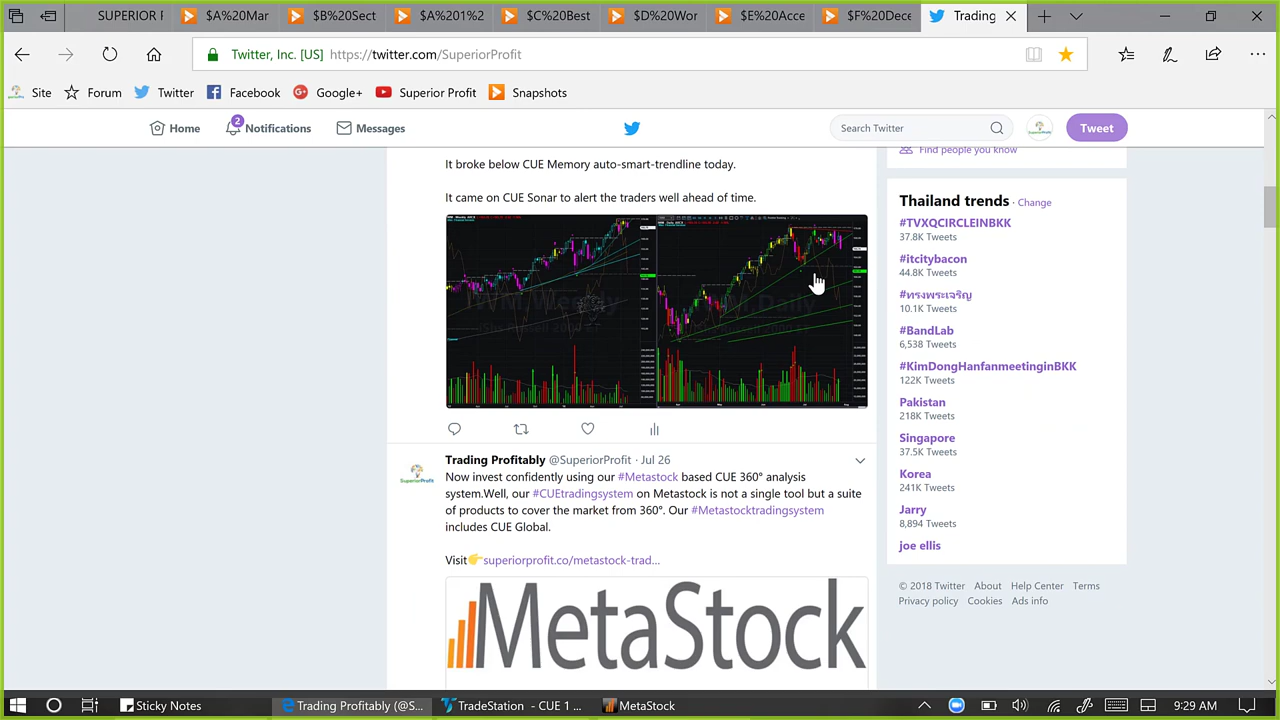 SUPERIOR F
$A%20Mar
$B%20Sect
$A%201%2
$C%20Best
$D%20Wor
$E%20Acce
$F%20Dece
Trading
Twitter, Inc. [US] https://twitter.com/SuperiorProfit
Site
Forum
Twitter
Facebook
Google+
Superior Profit
Snapshots
Home
2
Notifications
Messages
Search Twitter
Tweet
Find people you know
It broke below CUE Memory auto-smart-trendline today.
It came on CUE Sonar to alert the traders well ahead of time.
Trading Profitably @SuperiorProfit · Jul 26
Now invest confidently using our #Metastock based CUE 360° analysis
system.Well, our #CUEtradingsystem on Metastock is not a single tool but a suite
of products to cover the market from 360°. Our #Metastocktradingsystem
includes CUE Global.
Visit👉superiorprofit.co/metastock-trad...
MetaStock
Thailand trends · Change
#TVXQCIRCLEINBKK
37.8K Tweets
#itcitybacon
44.8K Tweets
#ทรงพระเจริญ
10.1K Tweets
#BandLab
6,538 Tweets
#KimDongHanfanmeetinginBKK
122K Tweets
Pakistan
218K Tweets
Singapore
37.5K Tweets
Korea
241K Tweets
Jarry
8,894 Tweets
joe ellis
© 2018 Twitter About Help Center Terms
Privacy policy Cookies Ads info
Sticky Notes
Trading Profitably (@S...
TradeStation - CUE 1 ...
MetaStock
9:29 AM